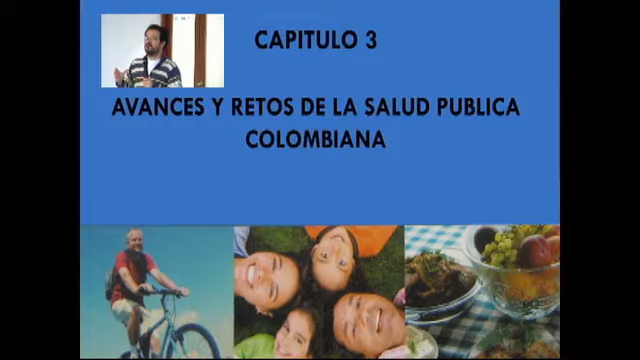 CAPITULO 3
AVANCES Y RETOS DE LA SALUD PUBLICA
COLOMBIANA